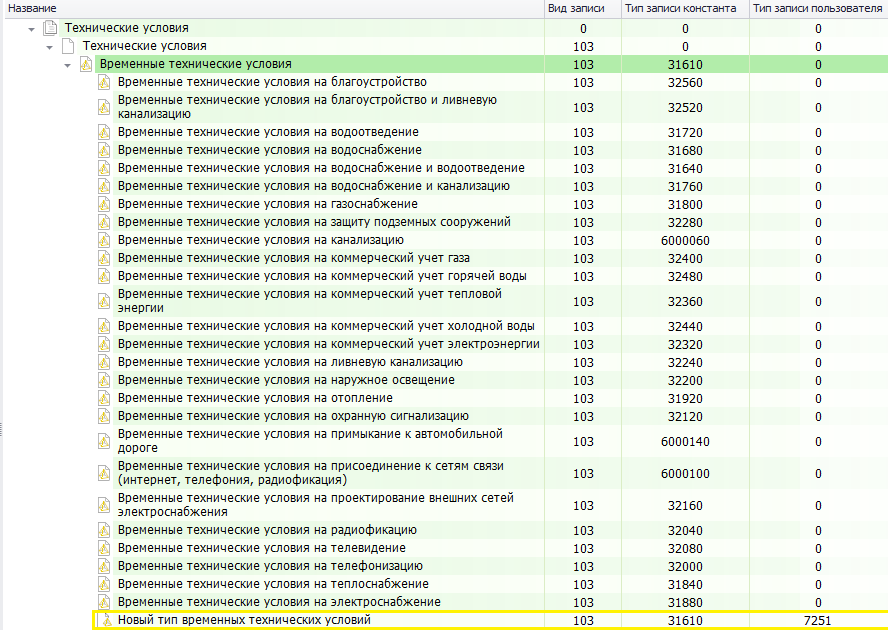 Название Вид записи Тип записи константа Тип записи пользователя
Технические условия 0 0 0
Технические условия 103 0 0
Временные технические условия 103 31610 0
Временные технические условия на благоустройство 103 32560 0
Временные технические условия на благоустройство и ливневую
канализацию 103 32520 0
Временные технические условия на водоотведение 103 31720 0
Временные технические условия на водоснабжение 103 31680 0
Временные технические условия на водоснабжение и водоотведение 103 31640 0
Временные технические условия на водоснабжение и канализацию 103 31760 0
Временные технические условия на газоснабжение 103 31800 0
Временные технические условия на защиту подземных сооружений 103 32280 0
Временные технические условия на канализацию 103 6000060 0
Временные технические условия на коммерческий учет газа 103 32400 0
Временные технические условия на коммерческий учет горячей воды 103 32480 0
Временные технические условия на коммерческий учет тепловой
энергии 103 32360 0
Временные технические условия на коммерческий учет холодной воды 103 32440 0
Временные технические условия на коммерческий учет электроэнергии 103 32320 0
Временные технические условия на ливневую канализацию 103 32240 0
Временные технические условия на наружное освещение 103 32200 0
Временные технические условия на отопление 103 31920 0
Временные технические условия на охранную сигнализацию 103 32120 0
Временные технические условия на примыкание к автомобильной
дороге 103 6000140 0
Временные технические условия на присоединение к сетям связи
(интернет, телефония, радиофикация) 103 6000100 0
Временные технические условия на проектирование внешних сетей
электроснабжения 103 32160 0
Временные технические условия на радиофикацию 103 32040 0
Временные технические условия на телевидение 103 32080 0
Временные технические условия на телефонизацию 103 32000 0
Временные технические условия на теплоснабжение 103 31840 0
Временные технические условия на электроснабжение 103 31880 0
Новый тип временных технических условий 103 31610 7251